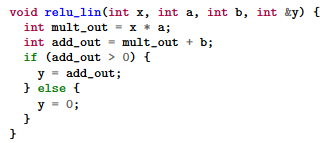 void relu_lin(int x, int a, int b, int &y) {
  int mult_out = x * a;
  int add_out = mult_out + b;
  if (add_out > 0) {
    y = add_out;
  } else {
    y = 0;
  }
}